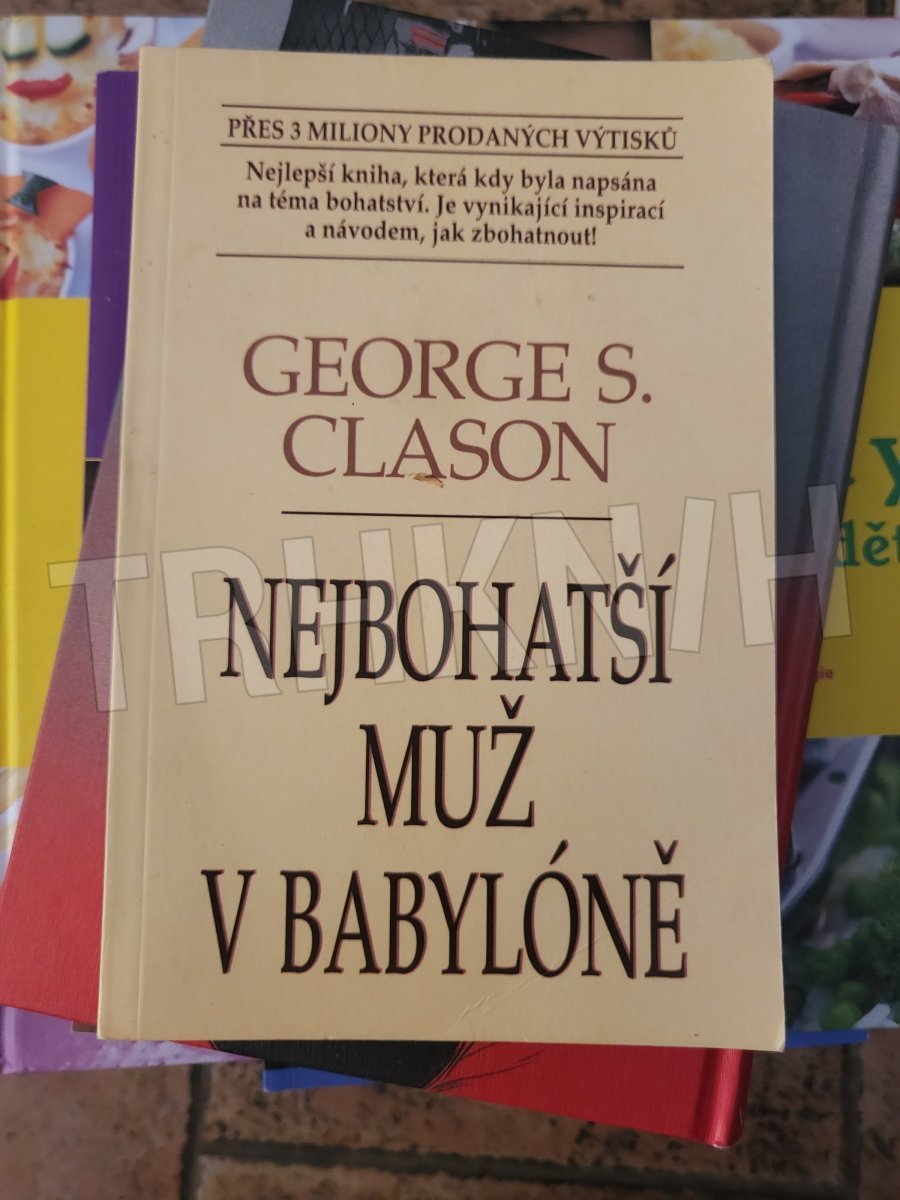 PŘES 3 MILIONY PRODANÝCH VÝTISKŮ
Nejlepší kniha, která kdy byla napsána
na téma bohatství. Je vynikající inspirací
a návodem, jak zbohatnout!
GEORGE S.
CLASON
TRHKNIH
NEJBOHATŠÍ
MUŽ
V BABYLÓNĚ